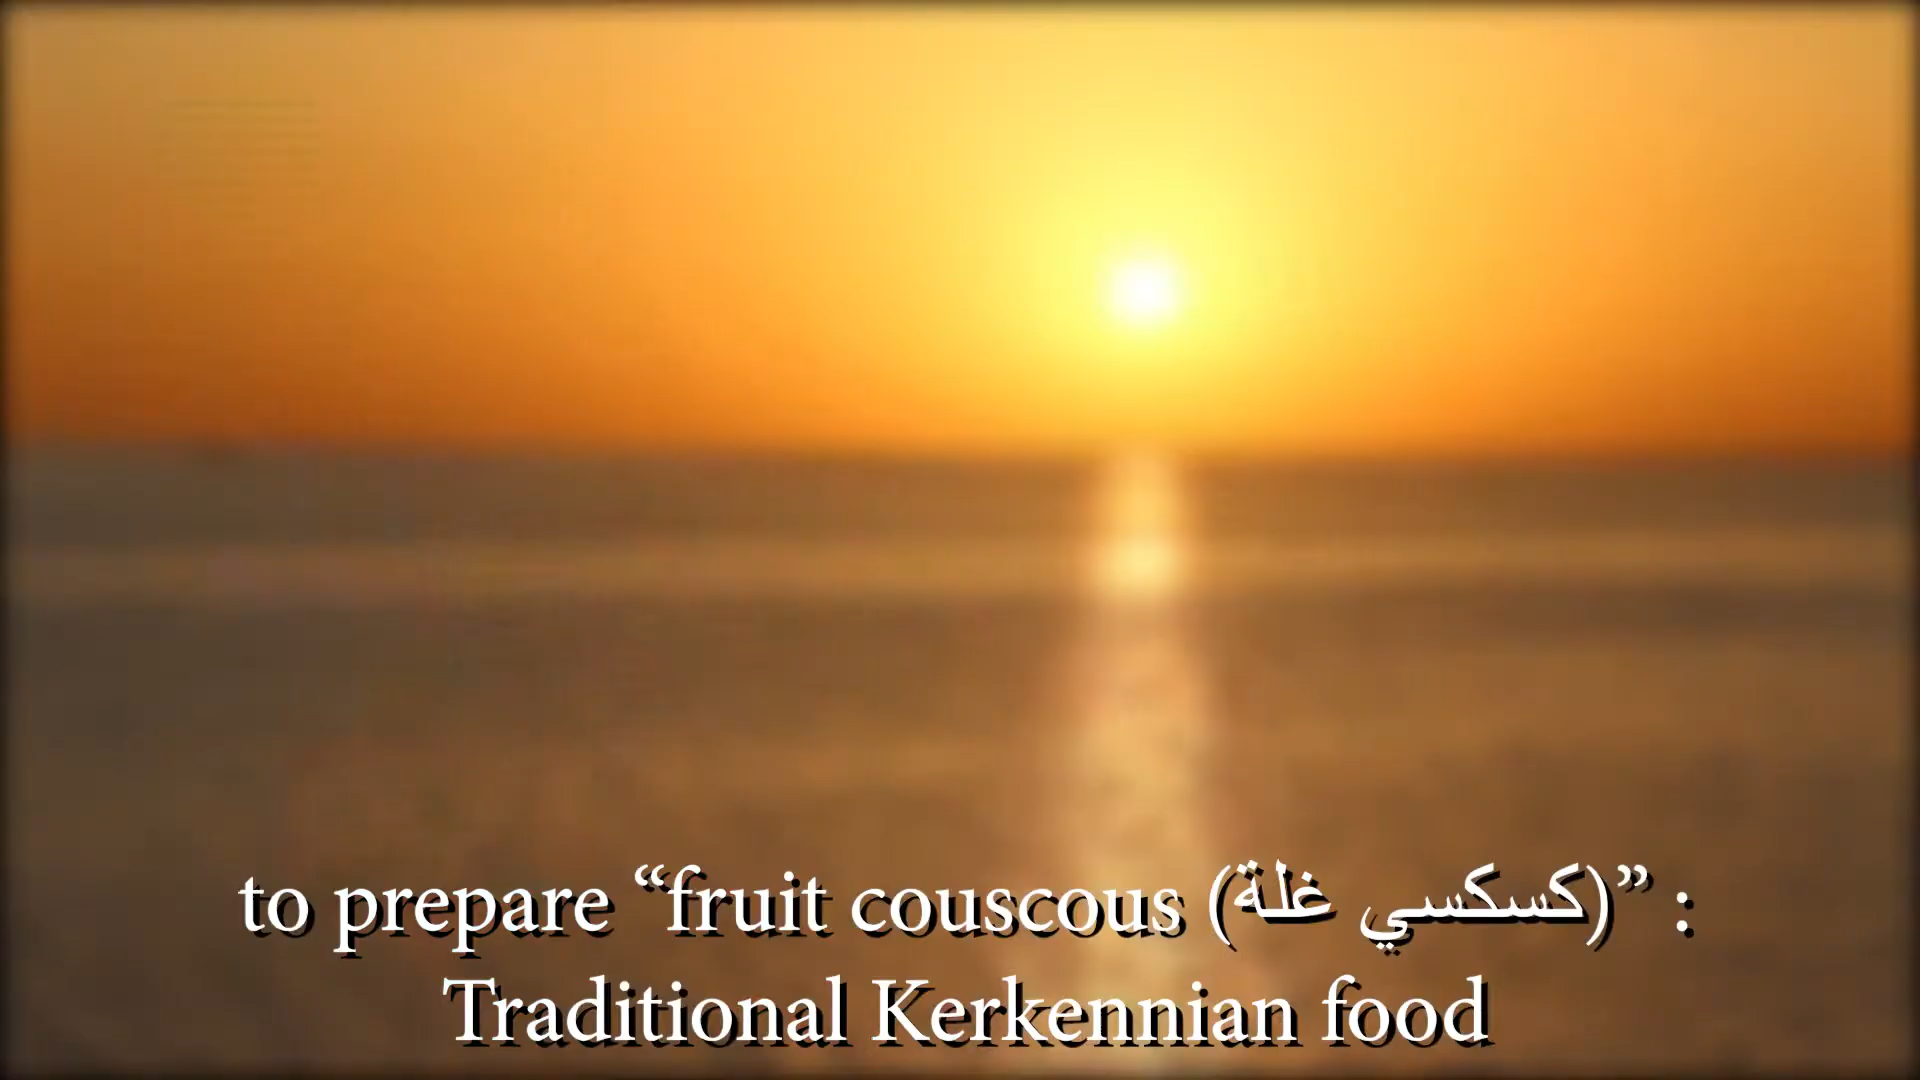 to prepare “fruit couscous (كسكسي غلة)” :
Traditional Kerkennian food